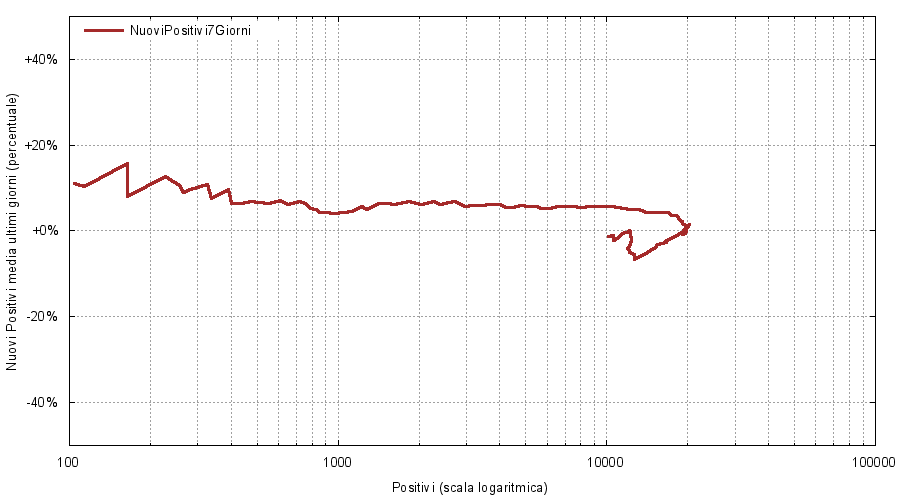 NuoviPositivi7Giorni
+40%
+20%
+0%
-20%
-40%
Nuovi Positivi media ultimi giorni (percentuale)
100 1000 10000 100000
Positivi (scala logaritmica)